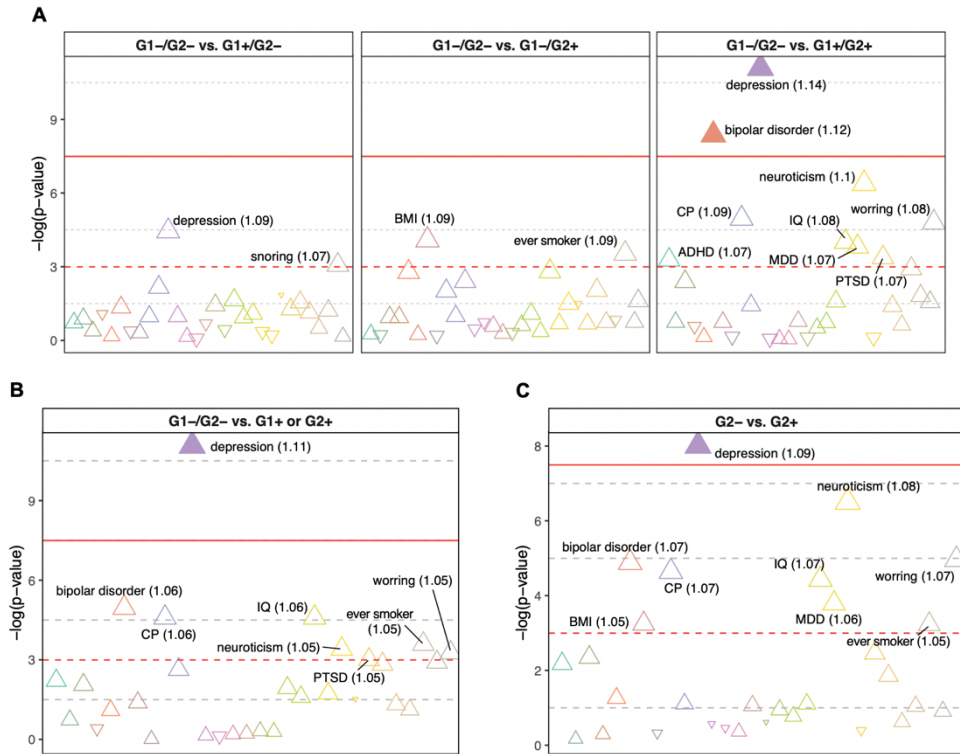 A
G1−/G2− vs. G1+/G2−
G1−/G2− vs. G1−/G2+
G1−/G2− vs. G1+/G2+
−log(p−value)
9
6
3
0
depression (1.09)
snoring (1.07)
BMI (1.09)
ever smoker (1.09)
depression (1.14)
bipolar disorder (1.12)
neuroticism (1.1)
CP (1.09)
IQ (1.08)
worring (1.08)
ADHD (1.07)
MDD (1.07)
PTSD (1.07)
B
G1−/G2− vs. G1+ or G2+
−log(p−value)
9
6
3
0
depression (1.11)
bipolar disorder (1.06)
CP (1.06)
IQ (1.06)
worring (1.05)
ever smoker
(1.05)
neuroticism (1.05)
PTSD (1.05)
C
G2− vs. G2+
−log(p−value)
8
6
4
2
0
depression (1.09)
neuroticism (1.08)
bipolar disorder (1.07)
CP (1.07)
IQ (1.07)
worring (1.07)
BMI (1.05)
MDD (1.06)
ever smoker (1.05)